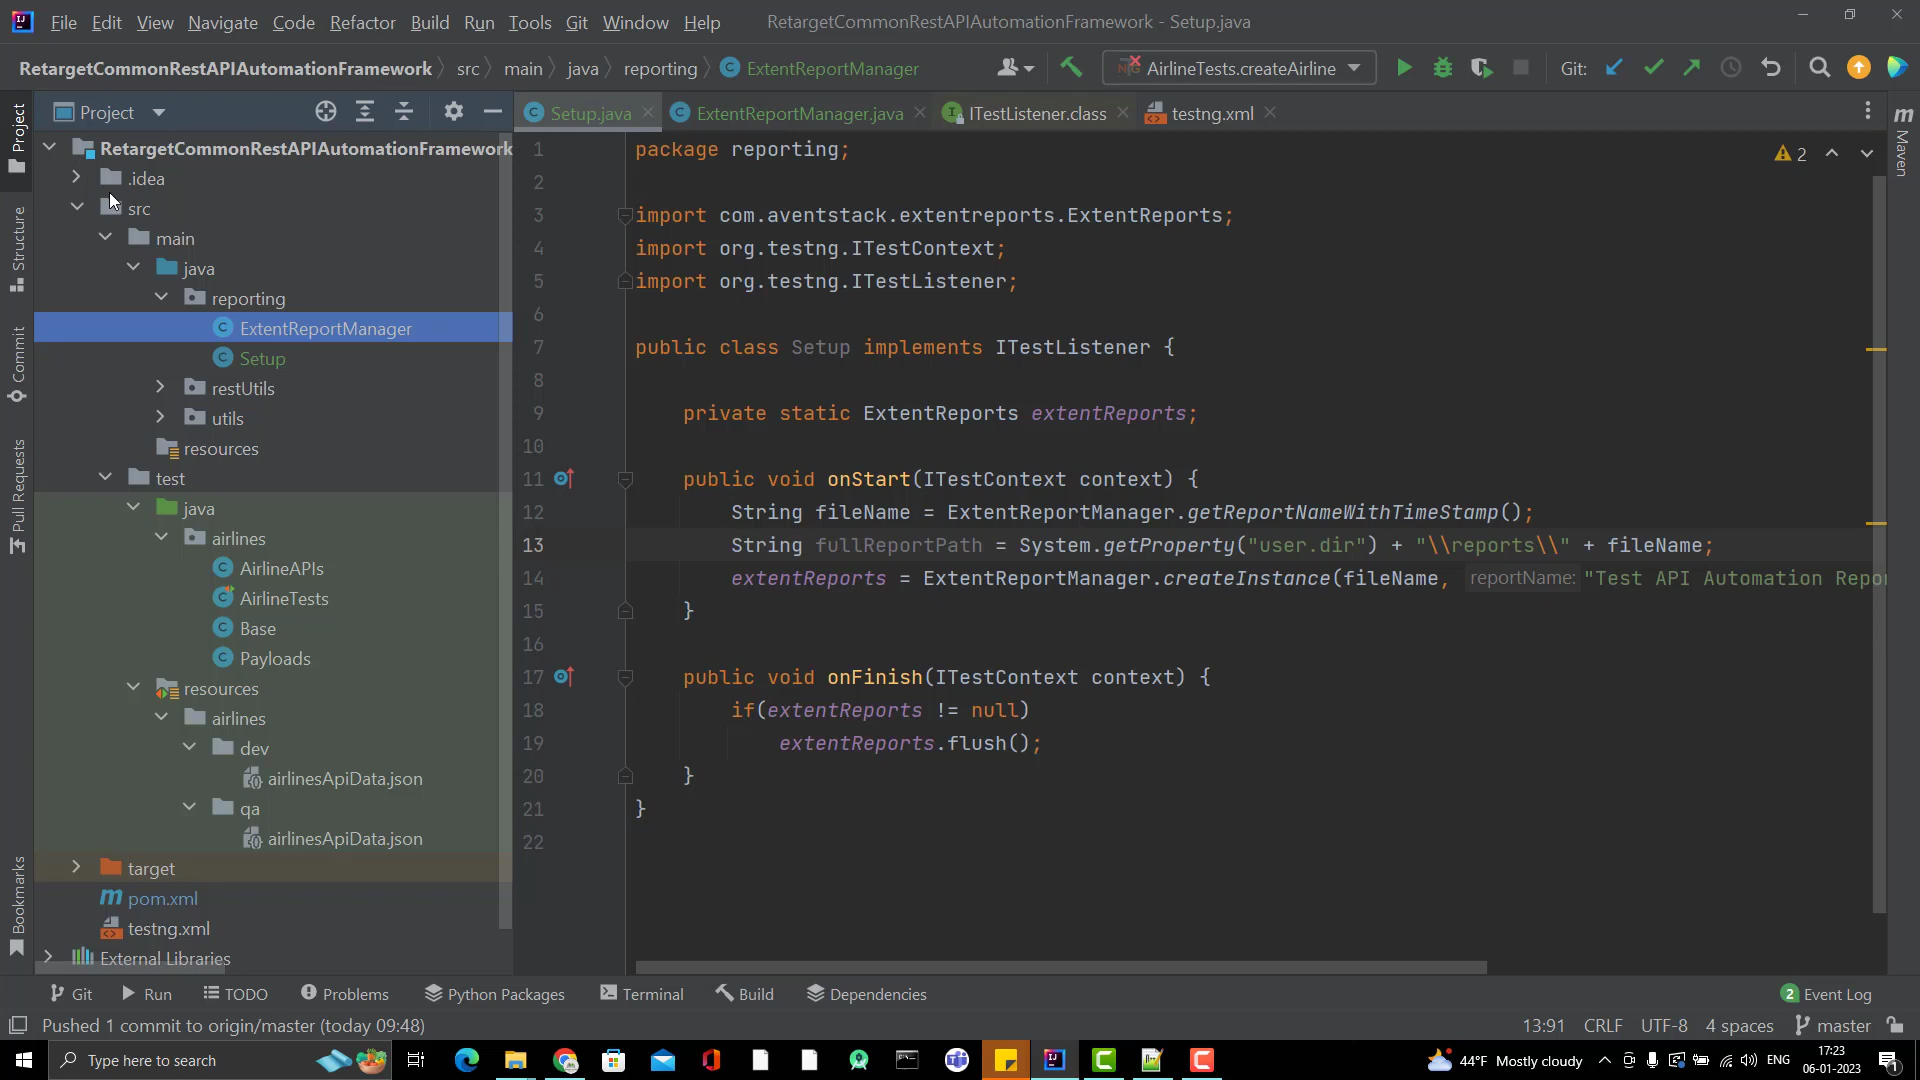 File Edit View Navigate Code Refactor Build Run Tools Git Window Help RetargetCommonRestAPIAutomationFramework - Setup.java
RetargetCommonRestAPIAutomationFramework src main java reporting ExtentReportManager AirlineTests.createAirline Git:
Project
Setup.java ExtentReportManager.java ITestListener.class testng.xml
Project
Structure
Commit
Pull Requests
Bookmarks
Maven
RetargetCommonRestAPIAutomationFramework
.idea
src
main
java
reporting
ExtentReportManager
Setup
restUtils
utils
resources
test
java
airlines
AirlineAPIs
AirlineTests
Base
Payloads
resources
airlines
dev
airlinesApiData.json
qa
airlinesApiData.json
target
pom.xml
testng.xml
External Libraries
2
1 package reporting;
2
3 import com.aventstack.extentreports.ExtentReports;
4 import org.testng.ITestContext;
5 import org.testng.ITestListener;
6
7 public class Setup implements ITestListener {
8
9 private static ExtentReports extentReports;
10
11 public void onStart(ITestContext context) {
12 String fileName = ExtentReportManager.getReportNameWithTimeStamp();
13 String fullReportPath = System.getProperty("user.dir") + "\\reports\\" + fileName;
14 extentReports = ExtentReportManager.createInstance(fileName, reportName: "Test API Automation Repo
15 }
16
17 public void onFinish(ITestContext context) {
18 if(extentReports != null)
19 extentReports.flush();
20 }
21 }
22
Git Run TODO Problems Python Packages Terminal Build Dependencies 2 Event Log
Pushed 1 commit to origin/master (today 09:48) 13:91 CRLF UTF-8 4 spaces master
Type here to search 44°F Mostly cloudy ENG 17:23
06-01-2023 1